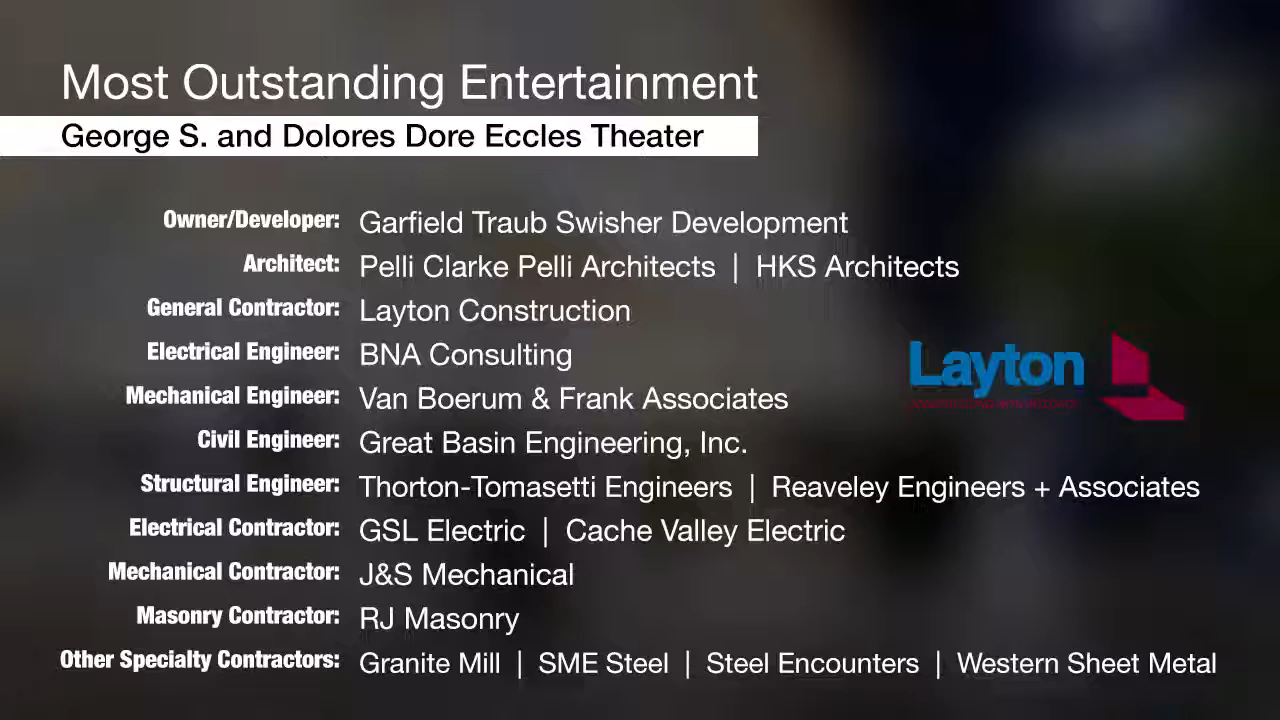 Most Outstanding Entertainment
George S. and Dolores Dore Eccles Theater
Owner/Developer: Garfield Traub Swisher Development
Architect: Pelli Clarke Pelli Architects | HKS Architects
General Contractor: Layton Construction
Electrical Engineer: BNA Consulting
Mechanical Engineer: Van Boerum & Frank Associates
Civil Engineer: Great Basin Engineering, Inc.
Structural Engineer: Thorton-Tomasetti Engineers | Reaveley Engineers + Associates
Electrical Contractor: GSL Electric | Cache Valley Electric
Mechanical Contractor: J&S Mechanical
Masonry Contractor: RJ Masonry
Other Specialty Contractors: Granite Mill | SME Steel | Steel Encounters | Western Sheet Metal
Layton